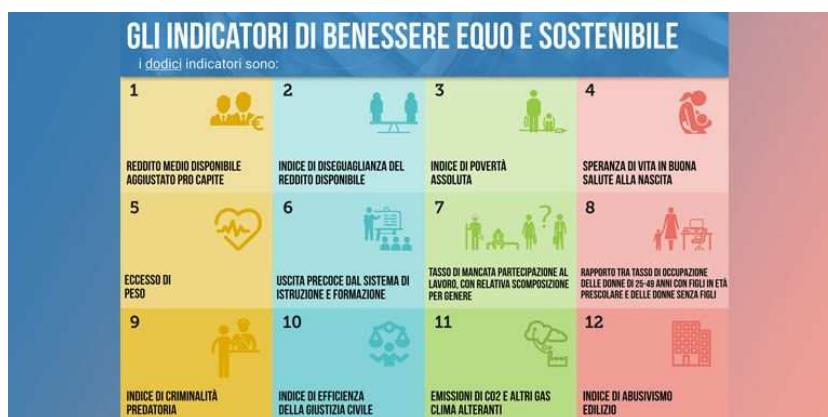 GLI INDICATORI DI BENESSERE EQUO E SOSTENIBILE
i dodici indicatori sono:
1
REDDITO MEDIO DISPONIBILE
AGGIUSTATO PRO CAPITE
2
INDICE DI DISEGUAGLIANZA DEL
REDDITO DISPONIBILE
3
INDICE DI POVERTÀ
ASSOLUTA
4
SPERANZA DI VITA IN BUONA
SALUTE ALLA NASCITA
5
ECCESSO DI
PESO
6
USCITA PRECOCE DAL SISTEMA DI
ISTRUZIONE E FORMAZIONE
7
?
TASSO DI MANCATA PARTECIPAZIONE AL
LAVORO, CON RELATIVA SCOMPOSIZIONE
PER GENERE
8
RAPPORTO TRA TASSO DI OCCUPAZIONE
DELLE DONNE DI 25-49 ANNI CON FIGLI IN ETÀ
PRESCOLARE E DELLE DONNE SENZA FIGLI
9
INDICE DI CRIMINALITÀ
PREDATORIA
10
INDICE DI EFFICIENZA
DELLA GIUSTIZIA CIVILE
11
EMISSIONI DI CO2 E ALTRI GAS
CLIMA ALTERANTI
12
INDICE DI ABUSIVISMO
EDILIZIO